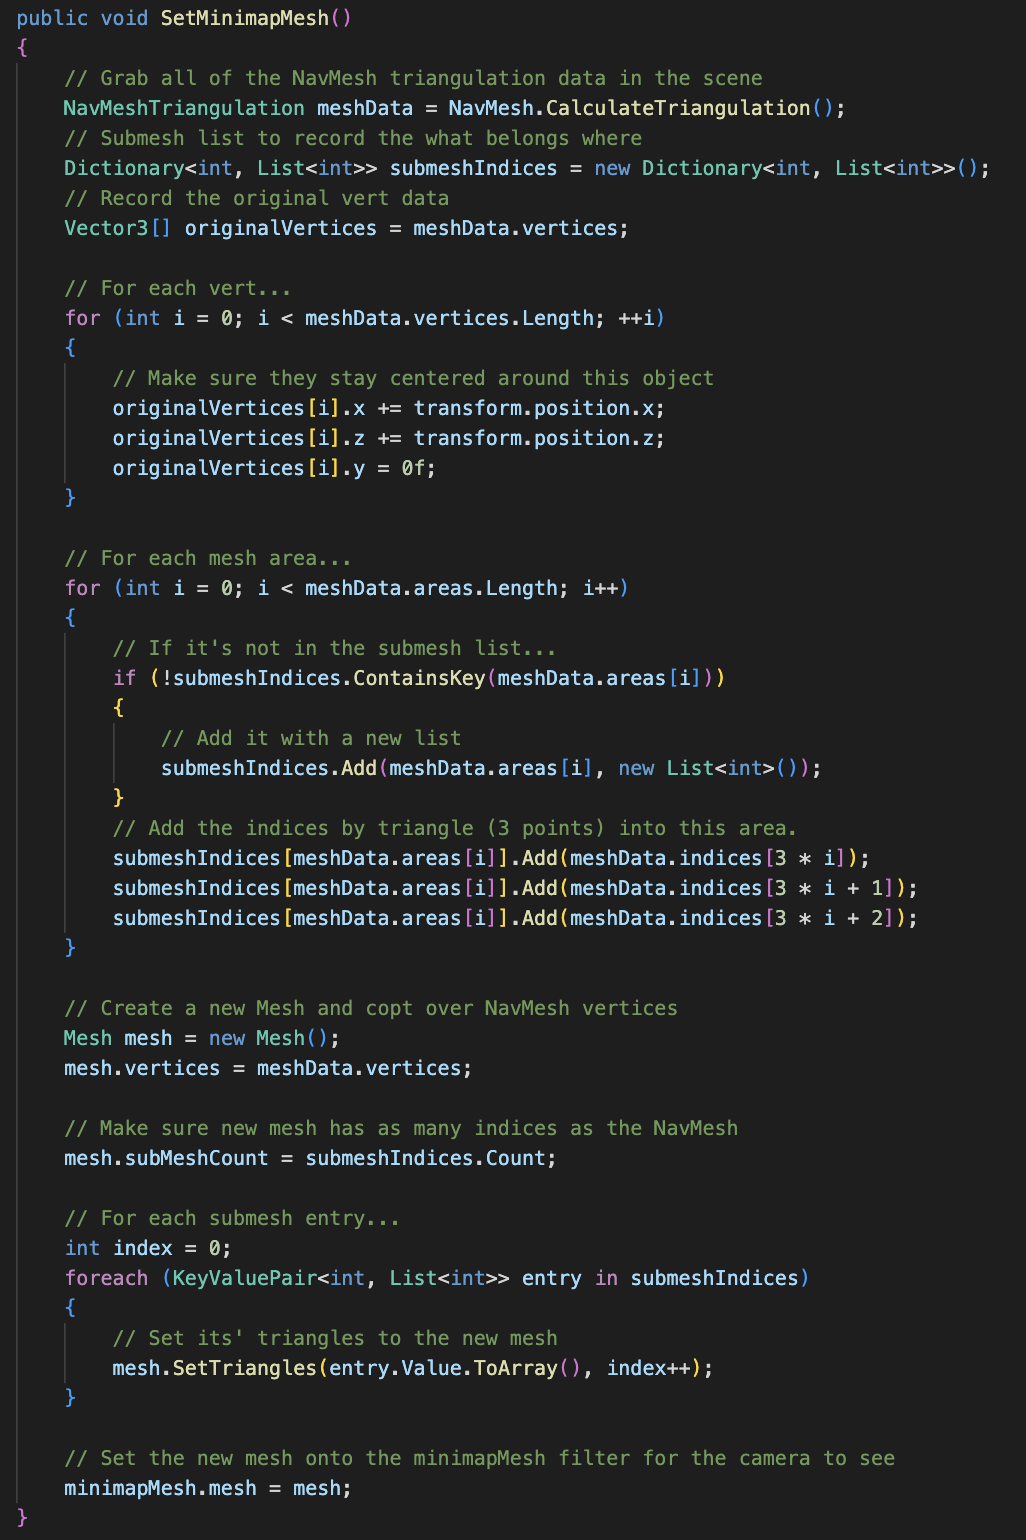 public void SetMinimapMesh()
{
// Grab all of the NavMesh triangulation data in the scene
NavMeshTriangulation meshData = NavMesh.CalculateTriangulation();
// Submesh list to record the what belongs where
Dictionary<int, List<int>> submeshIndices = new Dictionary<int, List<int>>();
// Record the original vert data
Vector3[] originalVertices = meshData.vertices;
// For each vert...
for (int i = 0; i < meshData.vertices.Length; ++i)
{
// Make sure they stay centered around this object
originalVertices[i].x += transform.position.x;
originalVertices[i].z += transform.position.z;
originalVertices[i].y = 0f;
}
// For each mesh area...
for (int i = 0; i < meshData.areas.Length; i++)
{
// If it's not in the submesh list...
if (!submeshIndices.ContainsKey(meshData.areas[i]))
{
// Add it with a new list
submeshIndices.Add(meshData.areas[i], new List<int>());
}
// Add the indices by triangle (3 points) into this area.
submeshIndices[meshData.areas[i]].Add(meshData.indices[3 * i]);
submeshIndices[meshData.areas[i]].Add(meshData.indices[3 * i + 1]);
submeshIndices[meshData.areas[i]].Add(meshData.indices[3 * i + 2]);
}
// Create a new Mesh and copt over NavMesh vertices
Mesh mesh = new Mesh();
mesh.vertices = meshData.vertices;
// Make sure new mesh has as many indices as the NavMesh
mesh.subMeshCount = submeshIndices.Count;
// For each submesh entry...
int index = 0;
foreach (KeyValuePair<int, List<int>> entry in submeshIndices)
{
// Set its' triangles to the new mesh
mesh.SetTriangles(entry.Value.ToArray(), index++);
}
// Set the new mesh onto the minimapMesh filter for the camera to see
minimapMesh.mesh = mesh;
}